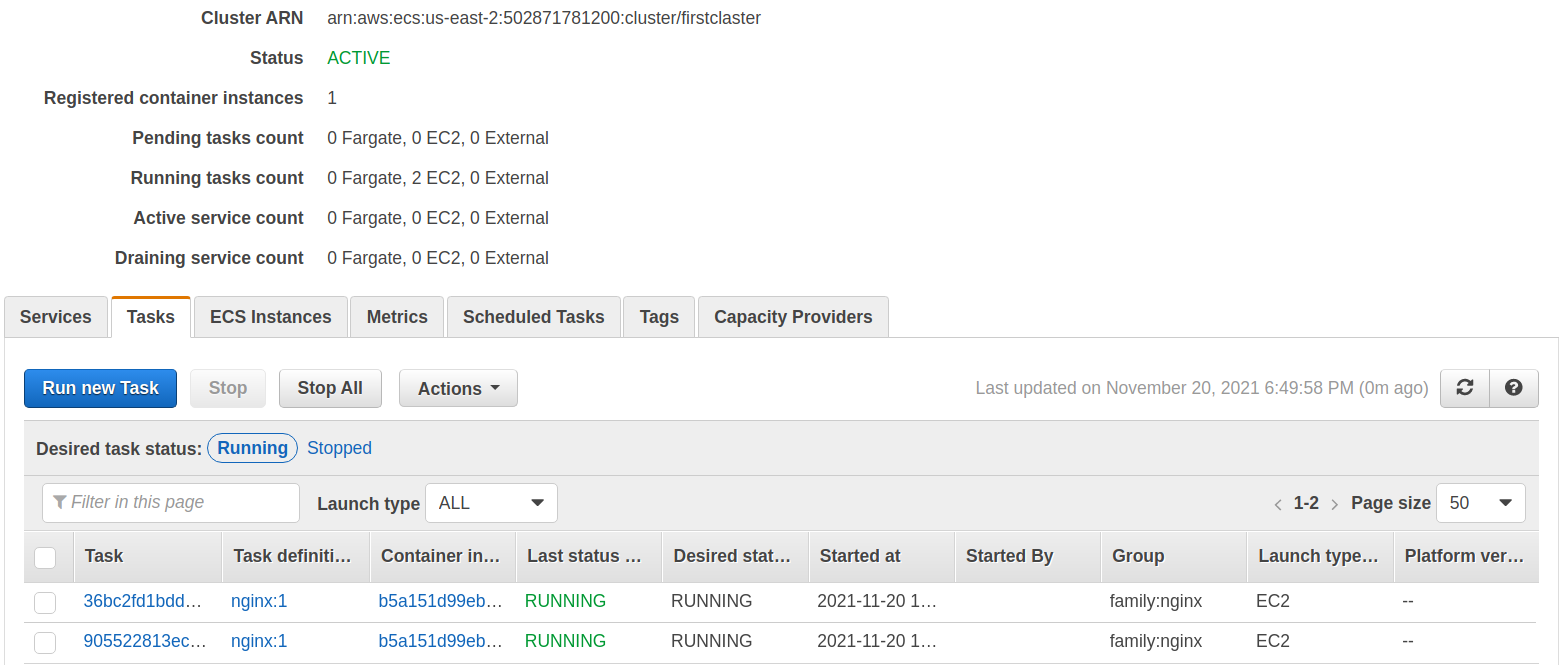 Cluster ARN arn:aws:ecs:us-east-2:502871781200:cluster/firstclaster
Status ACTIVE
Registered container instances 1
Pending tasks count 0 Fargate, 0 EC2, 0 External
Running tasks count 0 Fargate, 2 EC2, 0 External
Active service count 0 Fargate, 0 EC2, 0 External
Draining service count 0 Fargate, 0 EC2, 0 External
Services Tasks ECS Instances Metrics Scheduled Tasks Tags Capacity Providers
Run new Task Stop Stop All Actions Last updated on November 20, 2021 6:49:58 PM (0m ago)
Desired task status: Running Stopped
Filter in this page Launch type ALL < 1-2 > Page size 50
Task Task definiti... Container in... Last status ... Desired stat... Started at Started By Group Launch type... Platform ver...
36bc2fd1bdd... nginx:1 b5a151d99eb... RUNNING RUNNING 2021-11-20 1... family:nginx EC2 --
905522813ec... nginx:1 b5a151d99eb... RUNNING RUNNING 2021-11-20 1... family:nginx EC2 --